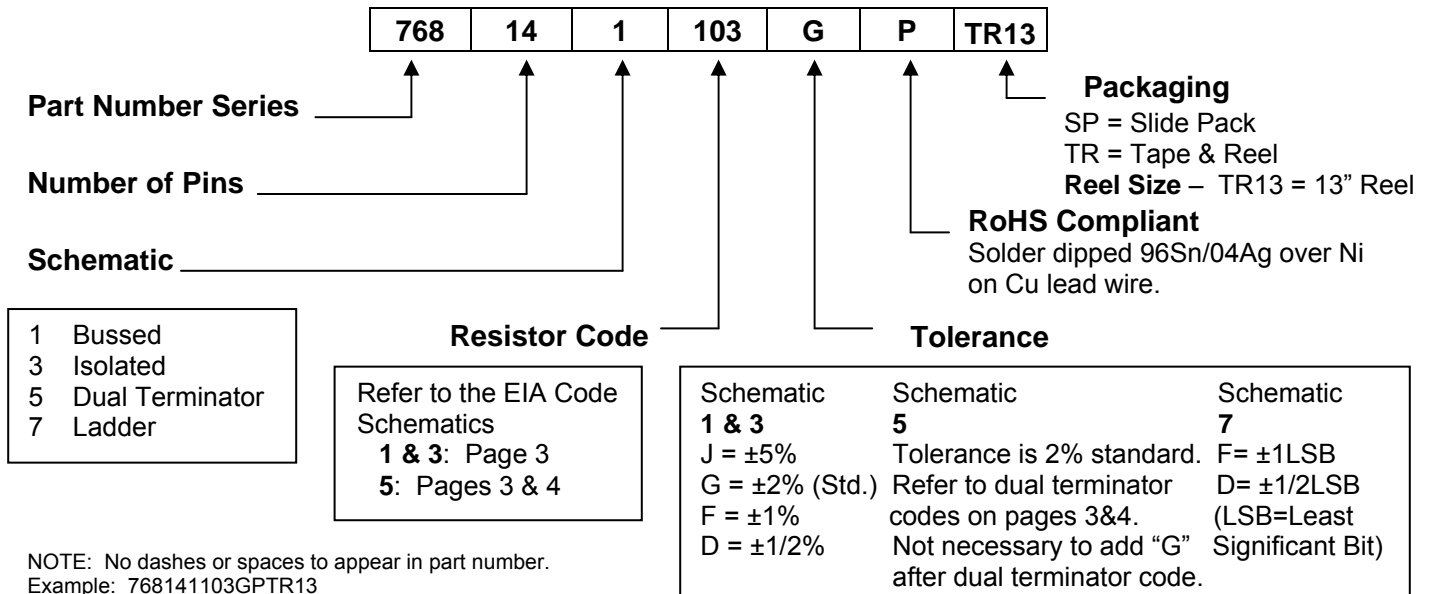 768 14 1 103 G P TR13
Part Number Series
Number of Pins
Schematic
1 Bussed
3 Isolated
5 Dual Terminator
7 Ladder
Resistor Code
Refer to the EIA Code
Schematics
1 & 3: Page 3
5: Pages 3 & 4
Packaging
SP = Slide Pack
TR = Tape & Reel
Reel Size – TR13 = 13” Reel
RoHS Compliant
Solder dipped 96Sn/04Ag over Ni
on Cu lead wire.
Tolerance
Schematic
1 & 3
J = ±5%
G = ±2% (Std.)
F = ±1%
D = ±1/2%
Schematic
5
Tolerance is 2% standard.
Refer to dual terminator
codes on pages 3&4.
Not necessary to add “G”
after dual terminator code.
Schematic
7
F= ±1LSB
D= ±1/2LSB
(LSB=Least
Significant Bit)
NOTE: No dashes or spaces to appear in part number.
Example: 768141103GPTR13